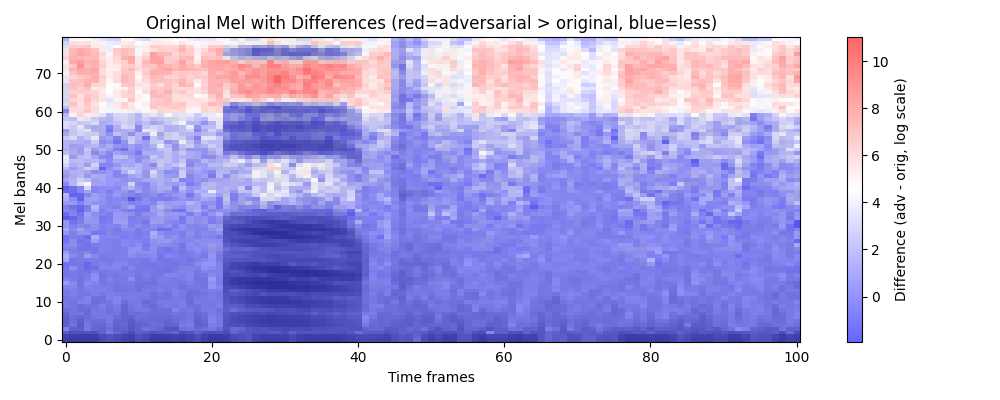 Original Mel with Differences (red=adversarial > original, blue=less)
70
60
50
40
30
20
10
0
Mel bands
0 20 40 60 80 100
Time frames
10
8
6
4
2
0
Difference (adv - orig, log scale)